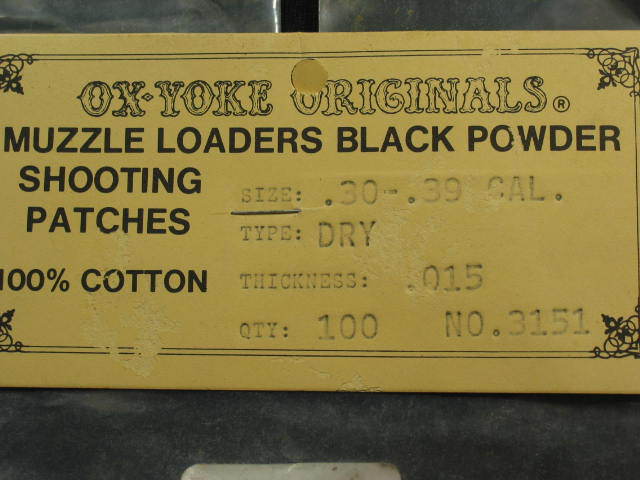 OX-YOKE ORIGINALS®
MUZZLE LOADERS BLACK POWDER
SHOOTING
PATCHES
100% COTTON
SIZE: .30-.39 CAL.
TYPE: DRY
THICKNESS: .015
QTY: 100 NO.3151